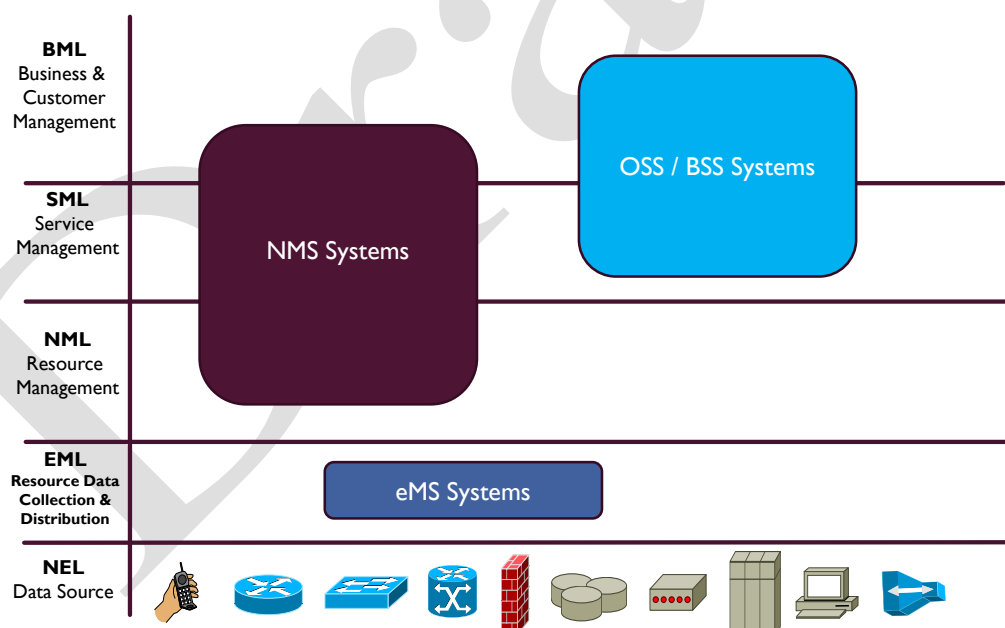 BML
Business &
Customer
Management
OSS / BSS Systems
SML
Service
Management
NMS Systems
NML
Resource
Management
EML
Resource Data
Collection &
Distribution
eMS Systems
NEL
Data Source